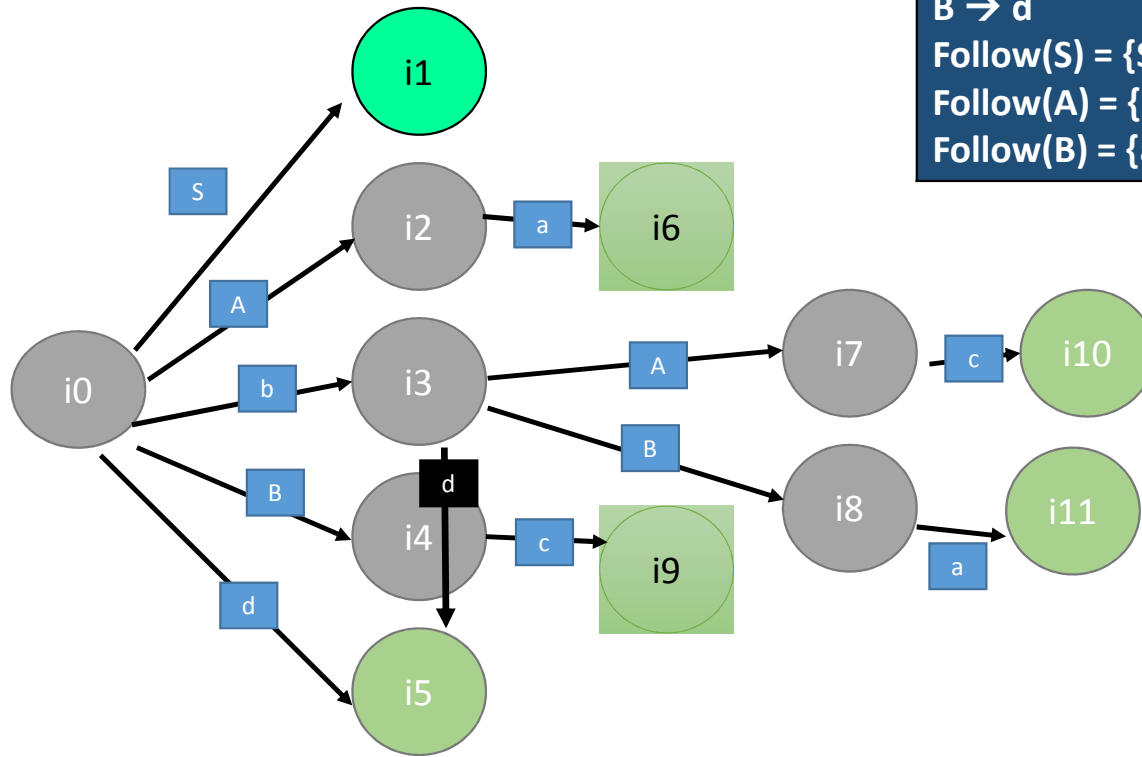 B → d
Follow(S) = {
Follow(A) = {
Follow(B) = {
i1
S
i2
a
i6
A
i0
b
i3
A
i7
c
i10
B
d
B
i4
c
i9
i8
a
i11
d
i5